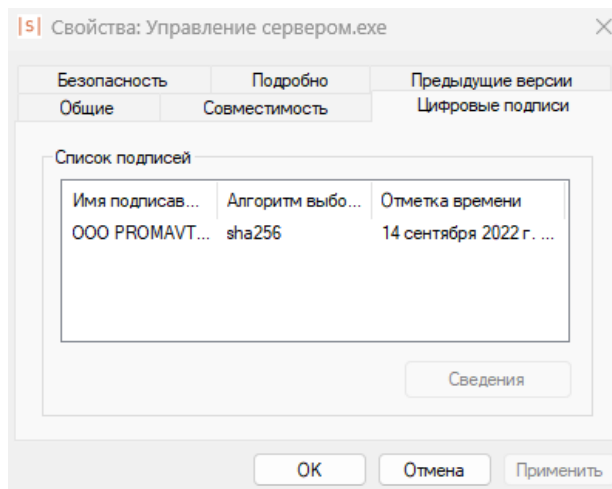 |S| Свойства: Управление сервером.exe
Безопасность Подробно Предыдущие версии
Общие Совместимость Цифровые подписи
Список подписей
Имя подписав... Алгоритм выбо... Отметка времени
ООО PROMAVT... sha256 14 сентября 2022 г. ...
Сведения
ОК Отмена Применить